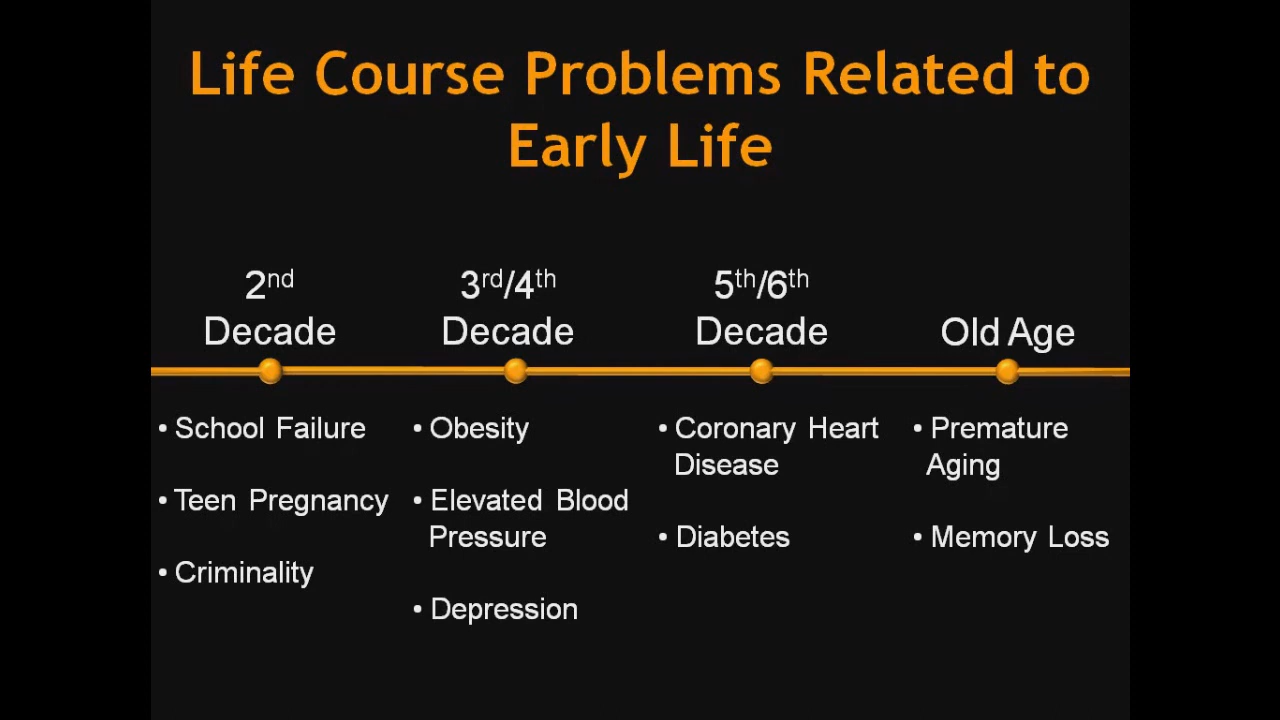 Life Course Problems Related to
Early Life
2nd
Decade
• School Failure
• Teen Pregnancy
• Criminality
3rd/4th
Decade
• Obesity
• Elevated Blood
Pressure
• Depression
5th/6th
Decade
• Coronary Heart
Disease
• Diabetes
Old Age
• Premature
Aging
• Memory Loss